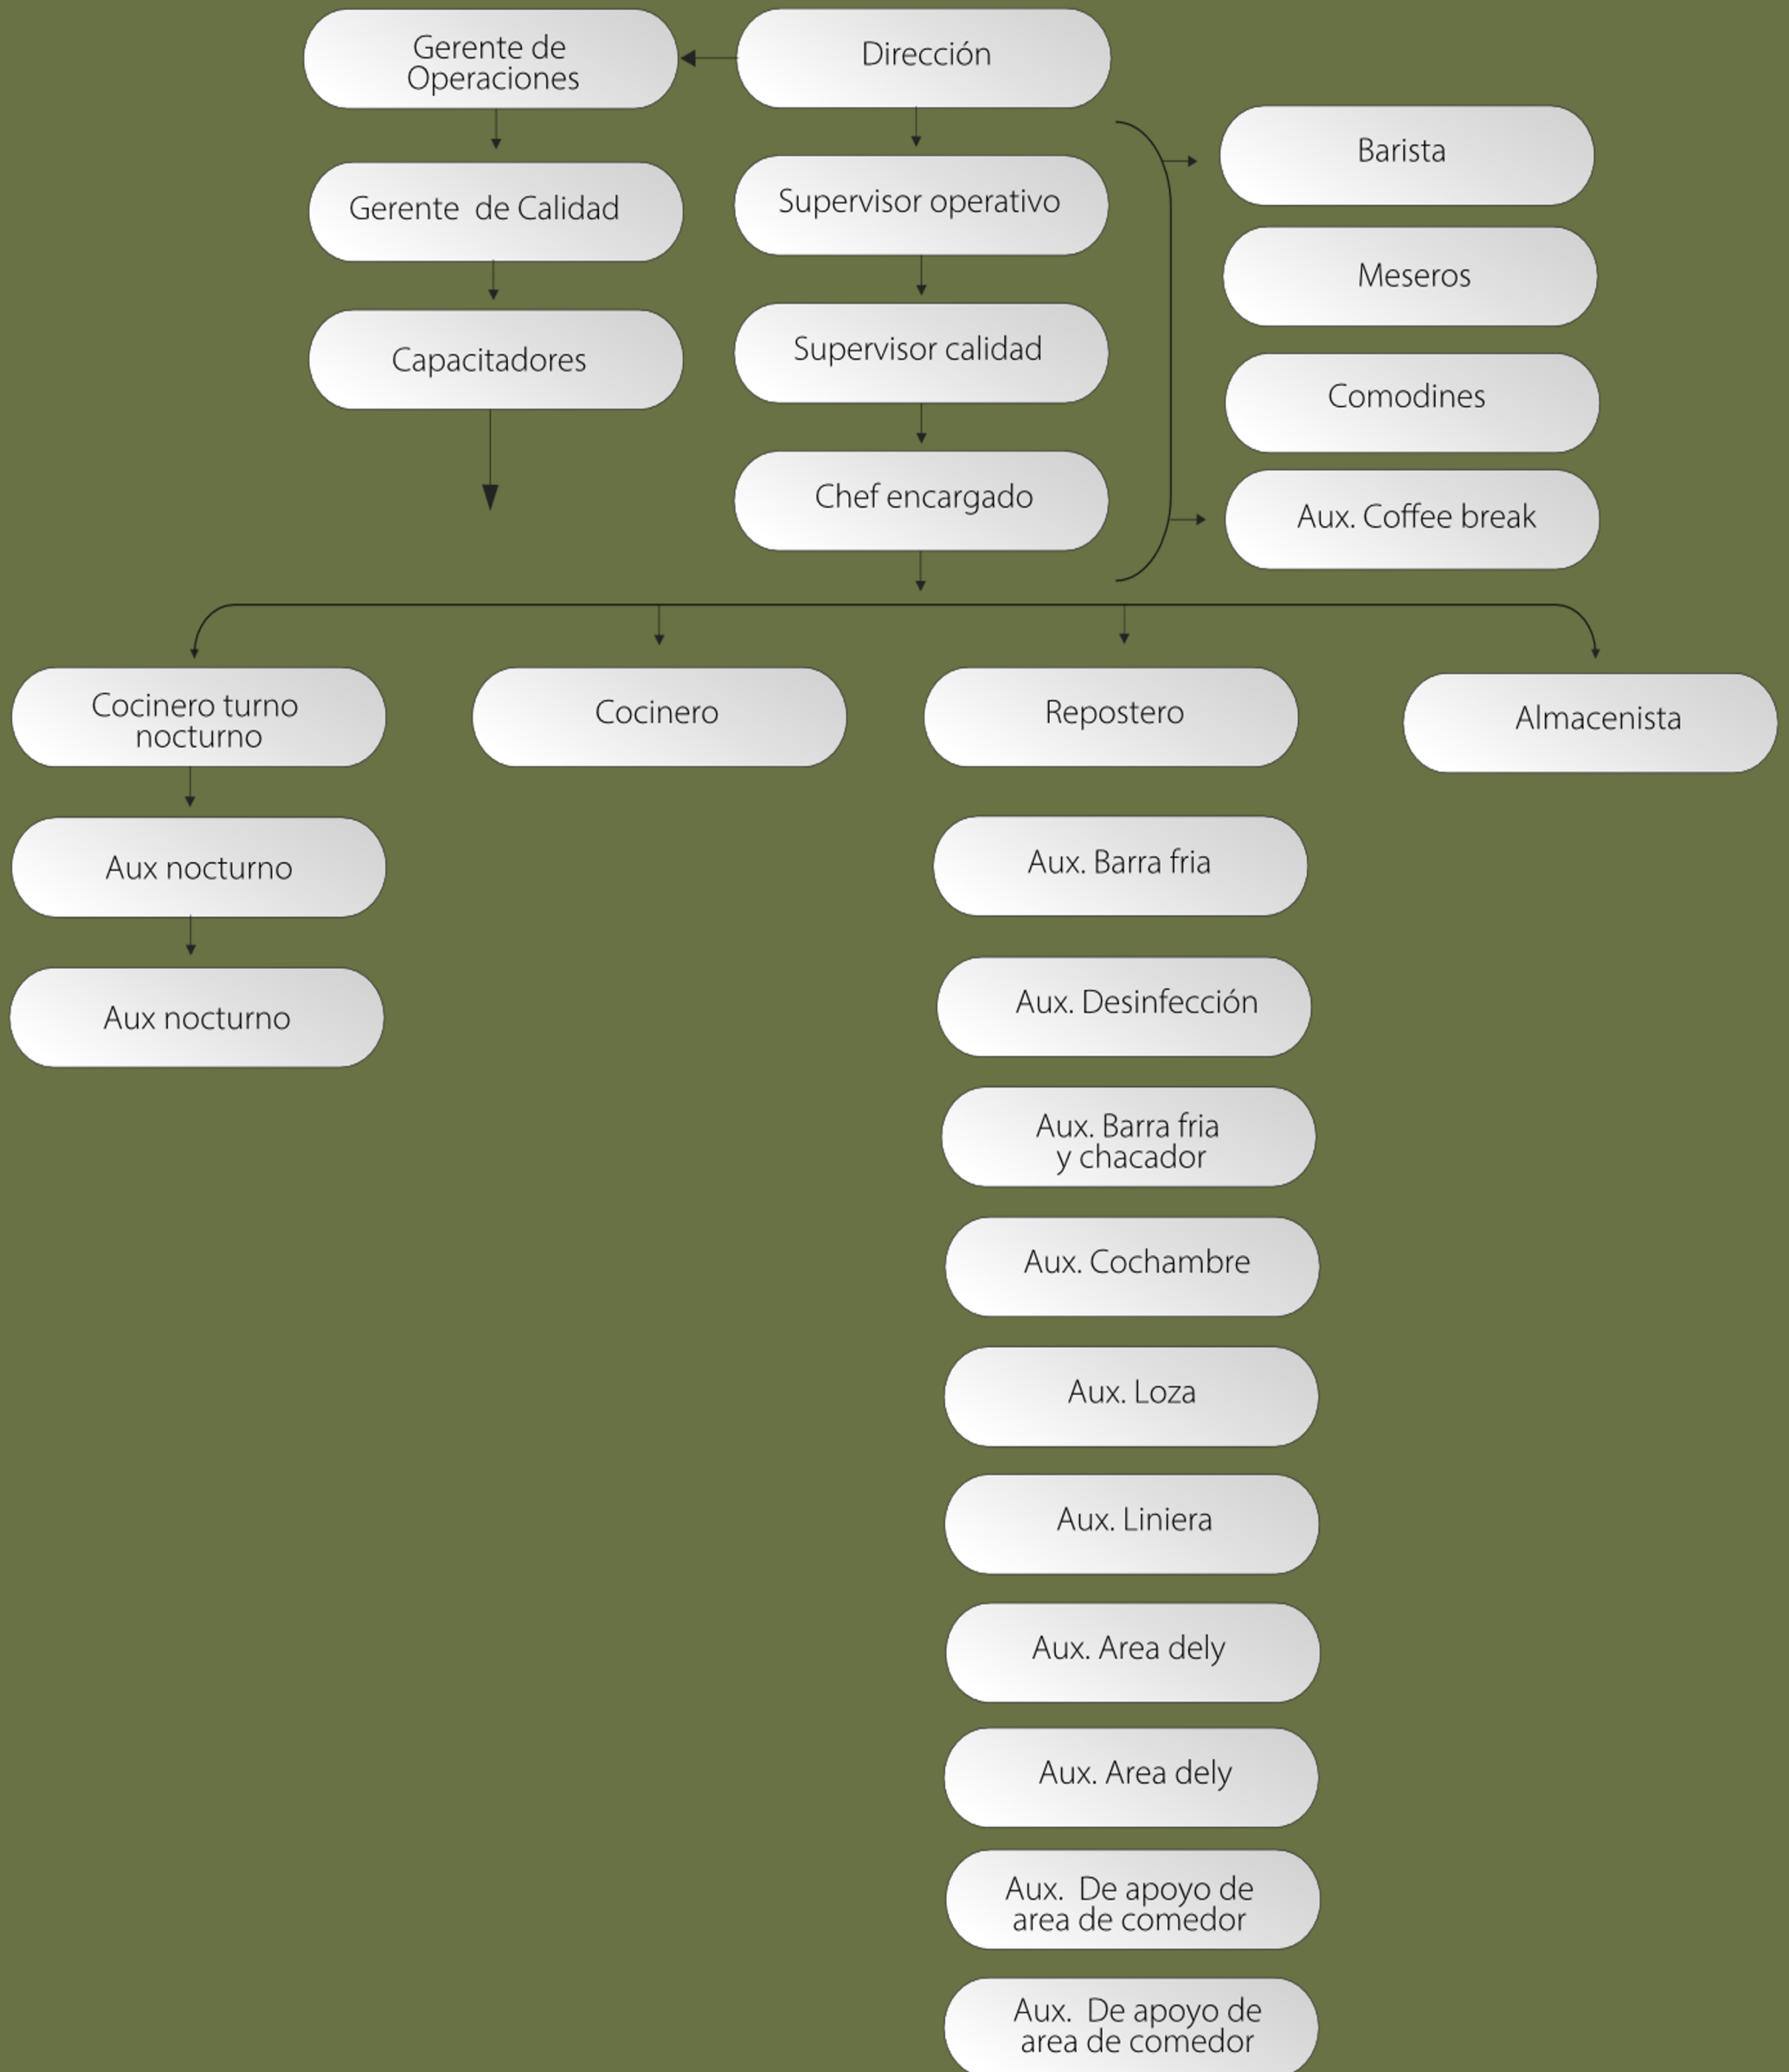 Gerente de
Operaciones
Dirección
Barista
Gerente  de Calidad
Supervisor operativo
Meseros
Capacitadores
Supervisor calidad
Comodines
Chef encargado
Aux. Coffee break
Cocinero turno
nocturno
Cocinero
Repostero
Almacenista
Aux nocturno
Aux. Barra fria
Aux nocturno
Aux. Desinfección
Aux. Barra fria
y chacador
Aux. Cochambre
Aux. Loza
Aux. Liniera
Aux. Area dely
Aux. Area dely
Aux.  De apoyo de
area de comedor
Aux.  De apoyo de
area de comedor